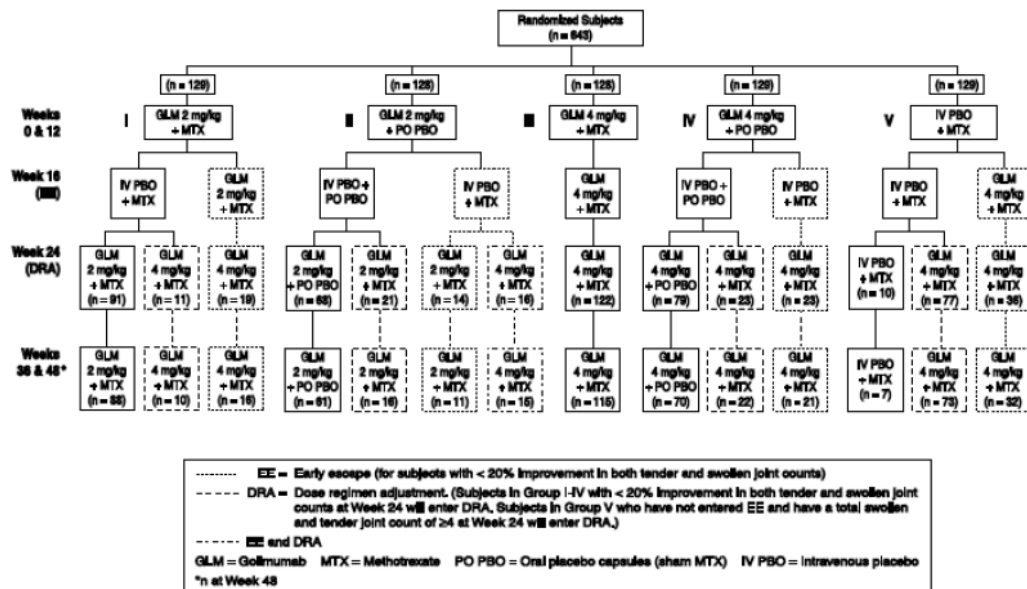 Randomized Subjects
(n = 643)
(n = 129)
(n = 128)
(n = 128)
(n = 129)
(n = 129)
Weeks
0 & 12
I
GLM 2 mg/kg
+ MTX
GLM 2 mg/kg
+ PO PBO
GLM 4 mg/kg
+ MTX
IV
GLM 4 mg/kg
+ PO PBO
V
IV PBO
+ MTX
Week 16
IV PBO
+ MTX
GLM
2 mg/kg
+ MTX
IV PBO +
PO PBO
IV PBO
+ MTX
GLM
4 mg/kg
+ MTX
IV PBO +
PO PBO
IV PBO
+ MTX
IV PBO
+ MTX
GLM
4 mg/kg
+ MTX
Week 24
(DRA)
GLM
2 mg/kg
+ MTX
(n = 91)
GLM
4 mg/kg
+ MTX
(n = 11)
GLM
4 mg/kg
+ MTX
(n = 19)
GLM
2 mg/kg
+ PO PBO
(n = 68)
GLM
2 mg/kg
+ MTX
(n = 21)
GLM
2 mg/kg
+ MTX
(n = 14)
GLM
4 mg/kg
+ MTX
(n = 16)
GLM
4 mg/kg
+ MTX
(n = 122)
GLM
4 mg/kg
+ PO PBO
(n = 79)
GLM
4 mg/kg
+ MTX
(n = 23)
GLM
4 mg/kg
+ MTX
(n = 23)
IV PBO
+ MTX
(n = 10)
GLM
4 mg/kg
+ MTX
(n = 77)
GLM
4 mg/kg
+ MTX
(n = 36)
Weeks
36 & 48*
GLM
2 mg/kg
+ MTX
(n = 88)
GLM
4 mg/kg
+ MTX
(n = 10)
GLM
4 mg/kg
+ MTX
(n = 16)
GLM
2 mg/kg
+ PO PBO
(n = 61)
GLM
2 mg/kg
+ MTX
(n = 16)
GLM
2 mg/kg
+ MTX
(n = 11)
GLM
4 mg/kg
+ MTX
(n = 15)
GLM
4 mg/kg
+ MTX
(n = 115)
GLM
4 mg/kg
+ PO PBO
(n = 70)
GLM
4 mg/kg
+ MTX
(n = 22)
GLM
4 mg/kg
+ MTX
(n = 21)
IV PBO
+ MTX
(n = 7)
GLM
4 mg/kg
+ MTX
(n = 73)
GLM
4 mg/kg
+ MTX
(n = 32)
EE = Early escape (for subjects with < 20% improvement in both tender and swollen joint counts)
DRA = Dose regimen adjustment. (Subjects in Group I-IV with < 20% improvement in both tender and swollen joint
counts at Week 24 will enter DRA. Subjects in Group V who have not entered EE and have a total swollen
and tender joint count of ≥4 at Week 24 will enter DRA.)
EE and DRA
GLM = Golimumab MTX = Methotrexate PO PBO = Oral placebo capsules (sham MTX) IV PBO = Intravenous placebo
*n at Week 48